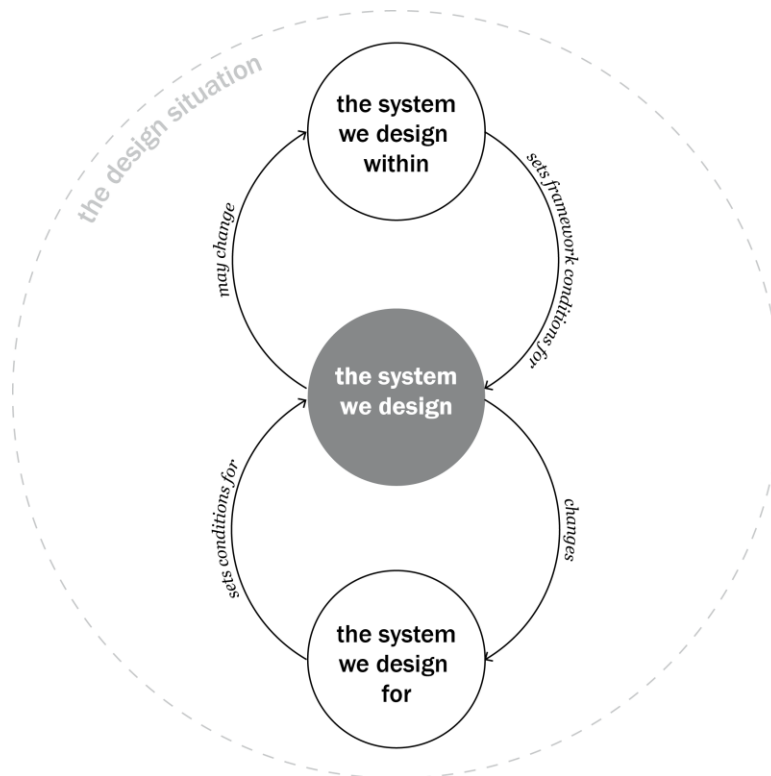 the design situation
the system
we design
within
may change
sets framework conditions for
the system
we design
sets conditions for
changes
the system
we design
for